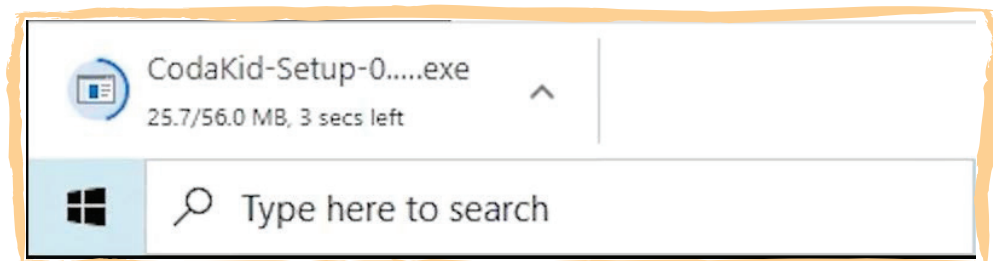 CodaKid-Setup-0.....exe
25.7/56.0 MB, 3 secs left
Type here to search